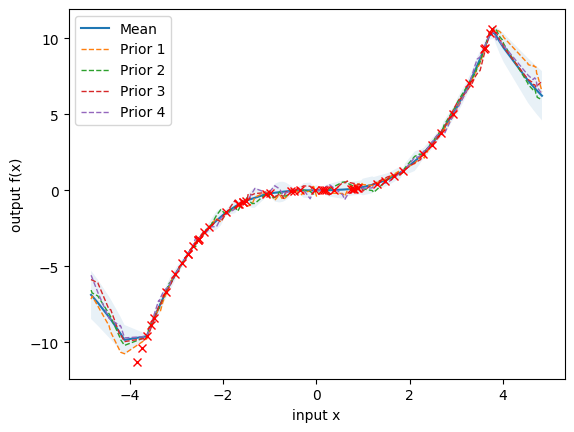 Mean
Prior 1
Prior 2
Prior 3
Prior 4
10
5
0
−5
−10
output f(x)
−4
−2
0
2
4
input x